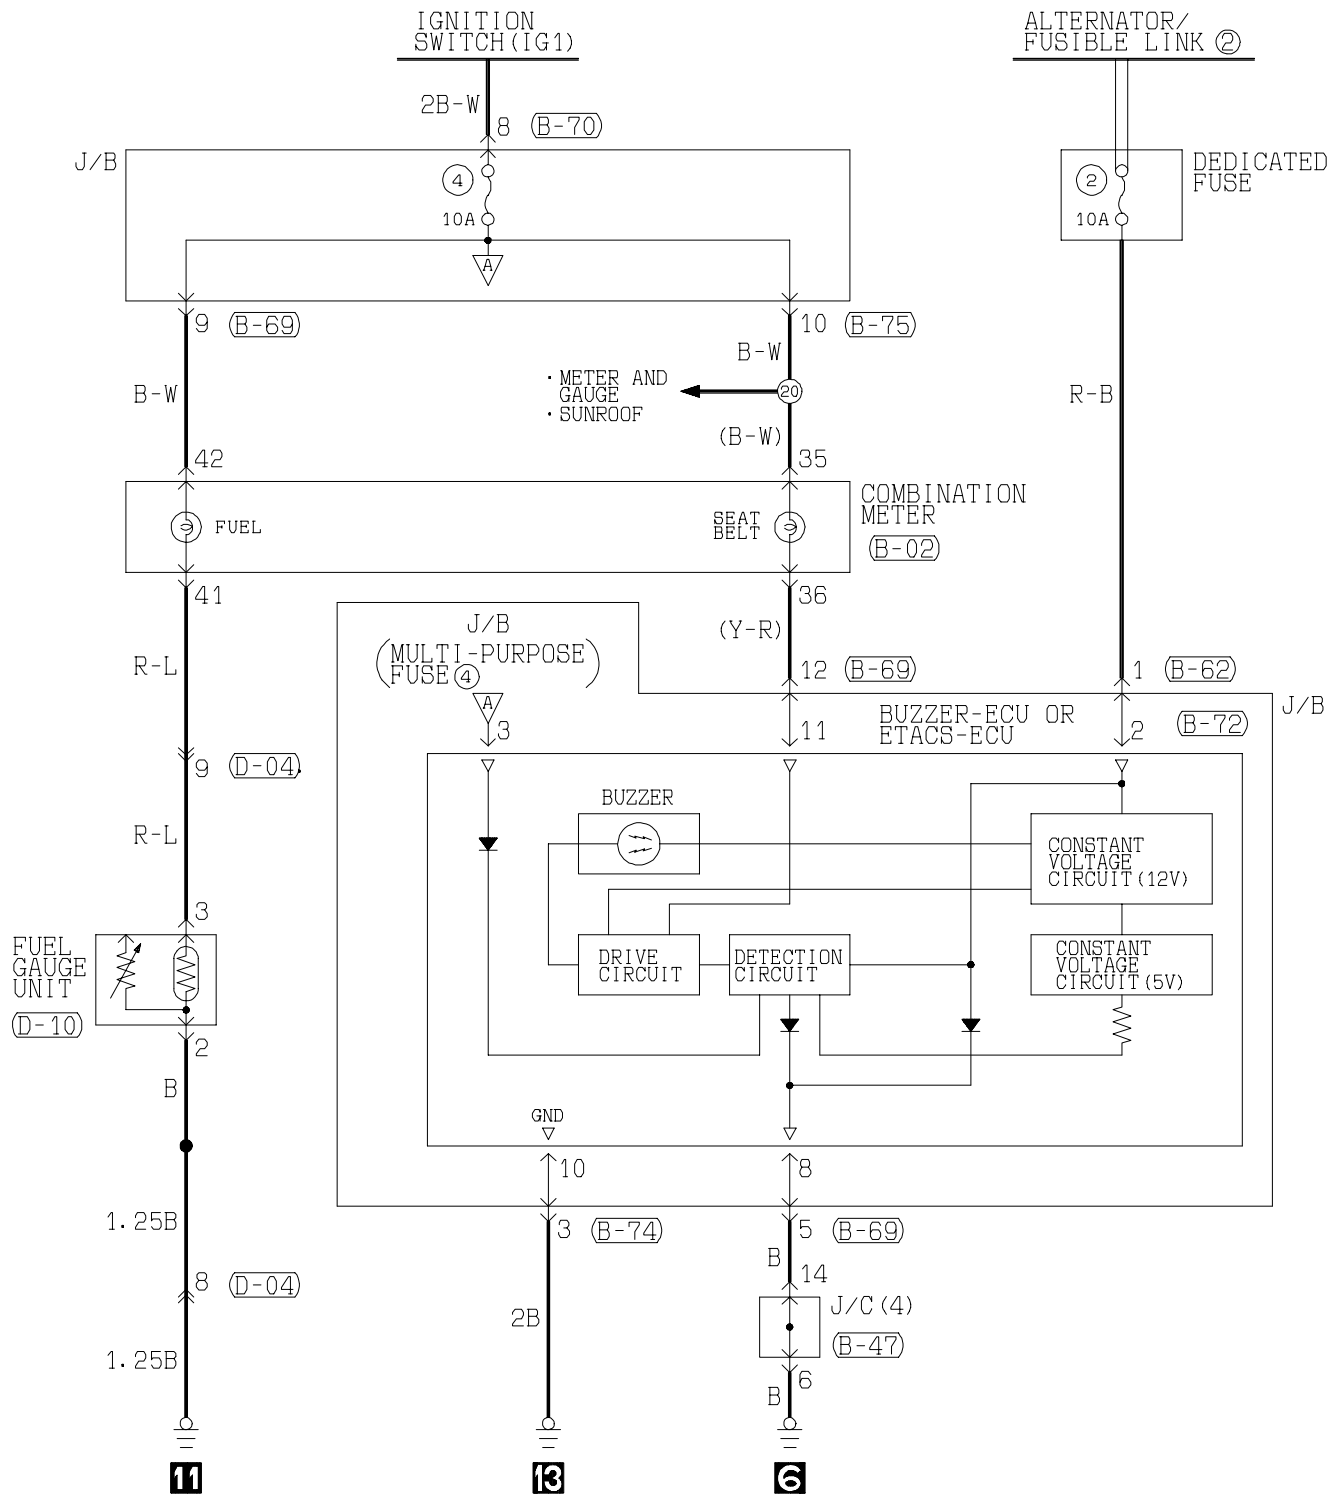 IGNITION
SWITCH(IG1)
ALTERNATOR/
FUSIBLE LINK ②
2B-W
8 (B-70)
J/B
4
10A
A
DEDICATED
FUSE
2
10A
9 (B-69)
10 (B-75)
B-W
B-W
R-B
· METER AND
GAUGE
· SUNROOF
20
(B-W)
42
35
COMBINATION
METER
(B-02)
FUEL
SEAT
BELT
41
36
J/B
(MULTI-PURPOSE
FUSE④)
(Y-R)
R-L
12 (B-69)
1 (B-62)
J/B
A
3
11
BUZZER-ECU OR
ETACS-ECU
2
(B-72)
9 (D-04).
BUZZER
R-L
CONSTANT
VOLTAGE
CIRCUIT(12V)
3
FUEL
GAUGE
UNIT
(D-10)
DRIVE
CIRCUIT
DETECTION
CIRCUIT
CONSTANT
VOLTAGE
CIRCUIT(5V)
2
B
GND
10
8
1.25B
3 (B-74)
5 (B-69)
B
8 (D-04)
14
J/C(4)
(B-47)
2B
1.25B
6
B
11
13
6